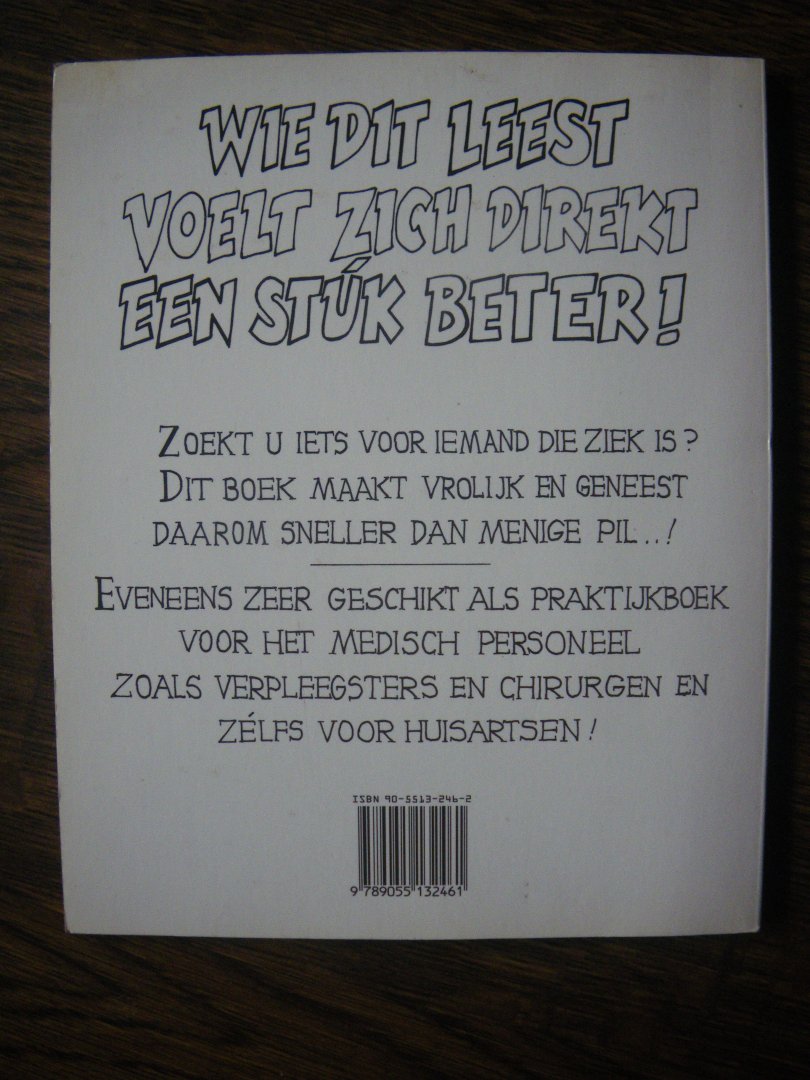 WIE DIT LEEST
VOELT ZICH DIREKT
EEN STÚK BETER!
ZOEKT U IETS VOOR IEMAND DIE ZIEK IS?
DIT BOEK MAAKT VROLIJK EN GENEEST
DAAROM SNELLER DAN MENIGE PIL..!
EVENEENS ZEER GESCHIKT ALS PRAKTIJKBOEK
VOOR HET MEDISCH PERSONEEL
ZOALS VERPLEEGSTERS EN CHIRURGEN EN
ZÉLFS VOOR HUISARTSEN!
ISBN 90-5513-246-2
9 789055 132461